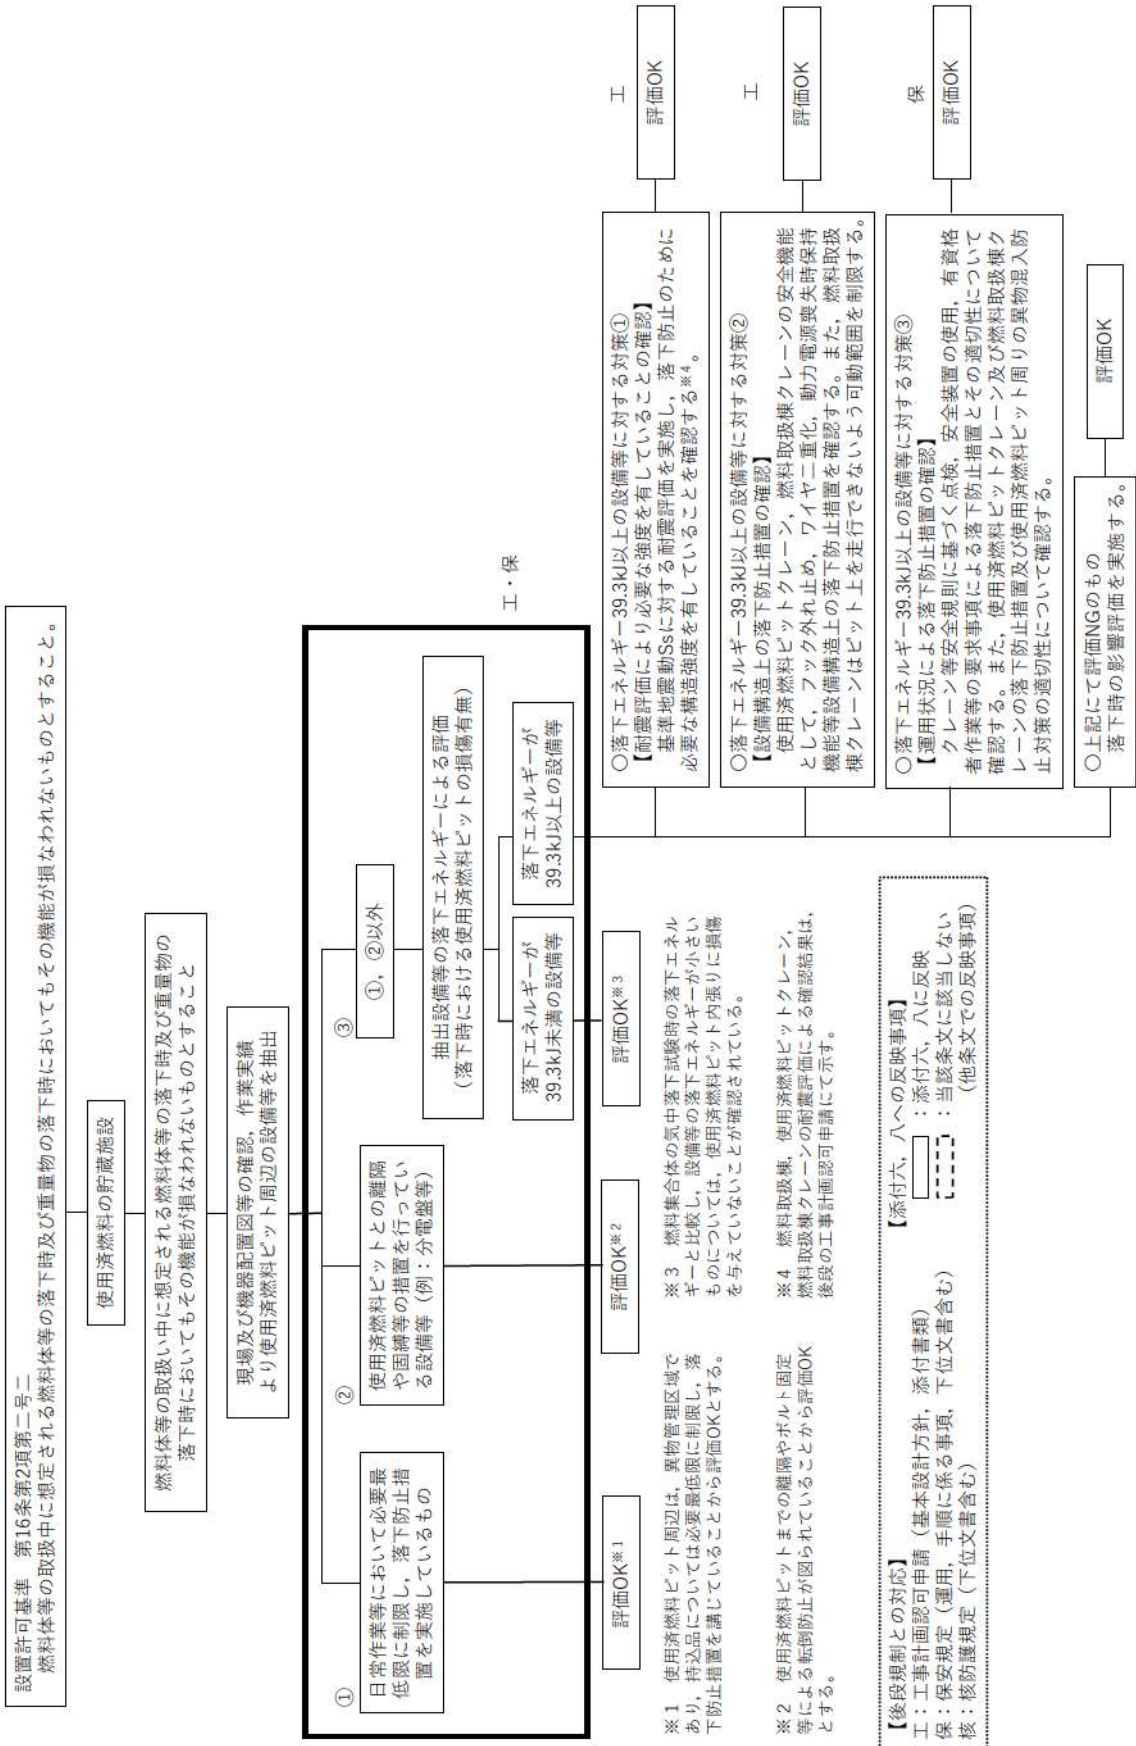 設置許可基準　第16条第2項第二号ニ
燃料体等の取扱中に想定される燃料体等の落下時及び重量物の落下時においてもその機能が損なわれないものとすること。
使用済燃料の貯蔵施設
燃料体等の取扱い中に想定される燃料体等の落下時及び重量物の
落下時においてもその機能が損なわれないものとすること
現場及び機器配置図等の確認，作業実績
より使用済燃料ピット周辺の設備等を抽出
①
日常作業等において必要最
低限に制限し，落下防止措
置を実施しているもの
②
使用済燃料ピットとの離隔
や固縛等の措置を行ってい
る設備等（例：分電盤等）
③
①，②以外
抽出設備等の落下エネルギーによる評価
（落下時における使用済燃料ピットの損傷有無）
落下エネルギーが
39.3kJ未満の設備等
落下エネルギーが
39.3kJ以上の設備等
工・保
評価OK※1
評価OK※2
評価OK※3
○落下エネルギー39.3kJ以上の設備等に対する対策①
【耐震評価により必要な強度を有していることの確認】
基準地震動Ssに対する耐震評価を実施し，落下防止のために
必要な構造強度を有していることを確認する※4。
工
評価OK
○落下エネルギー39.3kJ以上の設備等に対する対策②
【設備構造上の落下防止措置の確認】
使用済燃料ピットクレーン，燃料取扱棟クレーンの安全機能
として，フック外れ止め，ワイヤ二重化，動力電源喪失時保持
機能等設備構造上の落下防止措置を確認する。また，燃料取扱
棟クレーンはピット上を走行できないよう可動範囲を制限する。
工
評価OK
○落下エネルギー39.3kJ以上の設備等に対する対策③
【運用状況による落下防止措置の確認】
クレーン等安全規則に基づく点検，安全装置の使用，有資格
者作業等の要求事項による落下防止措置とその適切性について
確認する。また，使用済燃料ピットクレーン及び燃料取扱棟ク
レーンの落下防止措置及び使用済燃料ピット周りの異物混入防
止対策の適切性について確認する。
保
評価OK
○上記にて評価NGのもの
落下時の影響評価を実施する。
評価OK
※1　使用済燃料ピット周辺は，異物管理区域で
あり，持込品については必要最低限に制限し，落
下防止措置を講じていることから評価OKとする。
※2　使用済燃料ピットまでの離隔やボルト固定
等による転倒防止が図られていることから評価OK
とする。
※3　燃料集合体の気中落下試験時の落下エネル
ギーと比較し，設備等の落下エネルギーが小さい
ものについては，使用済燃料ピット内張りに損傷
を与えていないことが確認されている。
※4　燃料取扱棟，使用済燃料ピットクレーン，
燃料取扱棟クレーンの耐震評価による確認結果は，
後段の工事計画認可申請にて示す。
【後段規制との対応】
工：工事計画認可申請（基本設計方針，添付書類）
保：保安規定（運用，手順に係る事項，下位文書含む）
核：核防護規定（下位文書含む）
【添付六，八への反映事項】
：添付六，八に反映
：当該条文に該当しない
（他条文での反映事項）